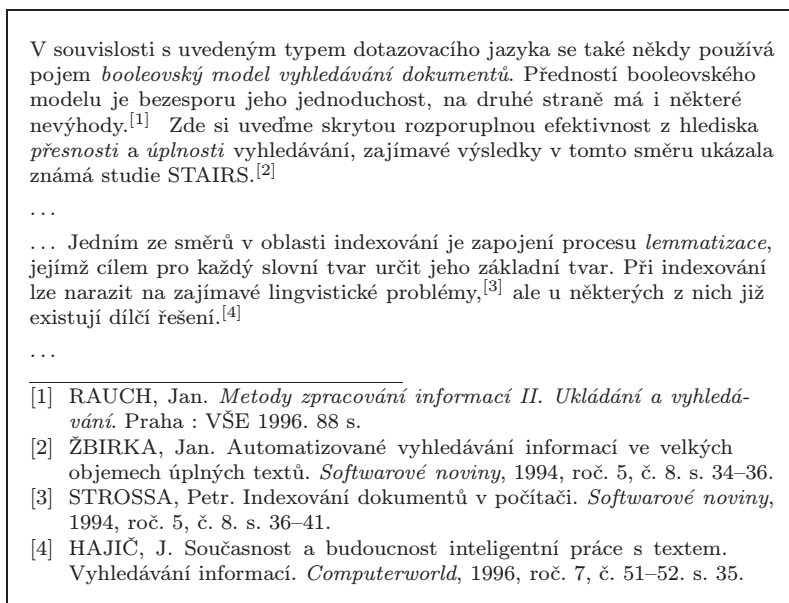 V souvislosti s uvedeným typem dotazovacího jazyka se také někdy používá
pojem booleovský model vyhledávání dokumentů. Předností booleovského
modelu je bezesporu jeho jednoduchost, na druhé straně má i některé
nevýhody.[1] Zde si uveďme skrytou rozporuplnou efektivnost z hlediska
přesnosti a úplnosti vyhledávání, zajímavé výsledky v tomto směru ukázala
známá studie STAIRS.[2]
...
... Jedním ze směrů v oblasti indexování je zapojení procesu lemmatizace,
jejímž cílem pro každý slovní tvar určit jeho základní tvar. Při indexování
lze narazit na zajímavé lingvistické problémy,[3] ale u některých z nich již
existují dílčí řešení.[4]
...
[1] RAUCH, Jan. Metody zpracování informací II. Ukládání a vyhledá-
vání. Praha : VŠE 1996. 88 s.
[2] ŽBIRKA, Jan. Automatizované vyhledávání informací ve velkých
objemech úplných textů. Softwarové noviny, 1994, roč. 5, č. 8. s. 34–36.
[3] STROSSA, Petr. Indexování dokumentů v počítači. Softwarové noviny,
1994, roč. 5, č. 8. s. 36–41.
[4] HAJIČ, J. Současnost a budoucnost inteligentní práce s textem.
Vyhledávání informací. Computerworld, 1996, roč. 7, č. 51–52. s. 35.